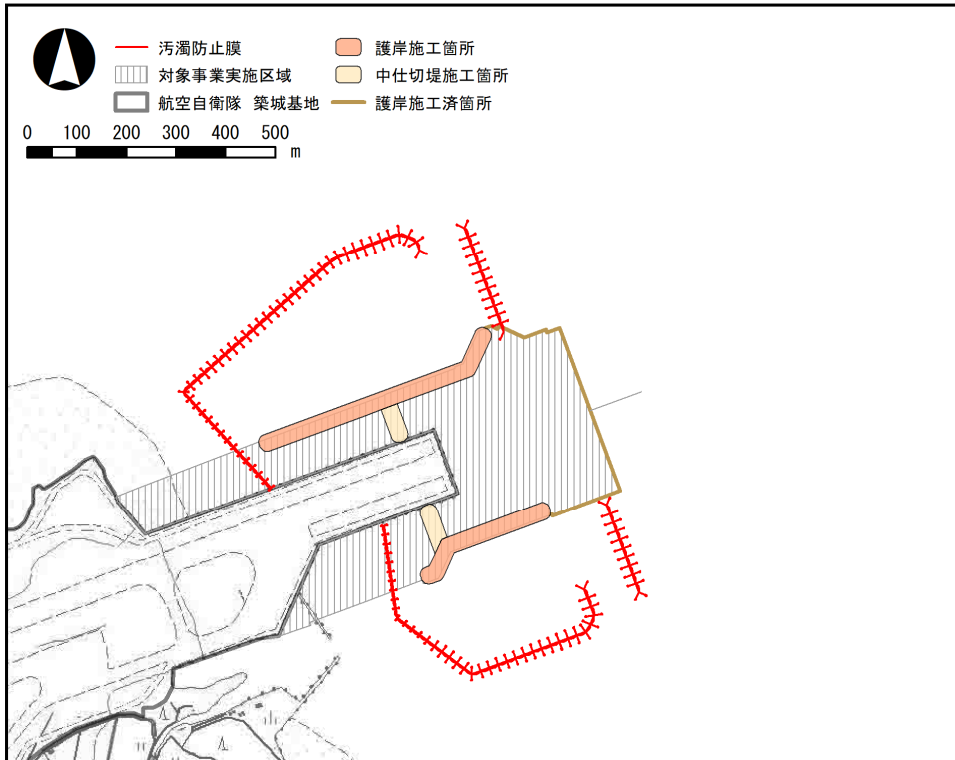 汚濁防止膜
護岸施工箇所
対象事業実施区域
中仕切堤施工箇所
航空自衛隊 築城基地
護岸施工済箇所
0 100 200 300 400 500
m